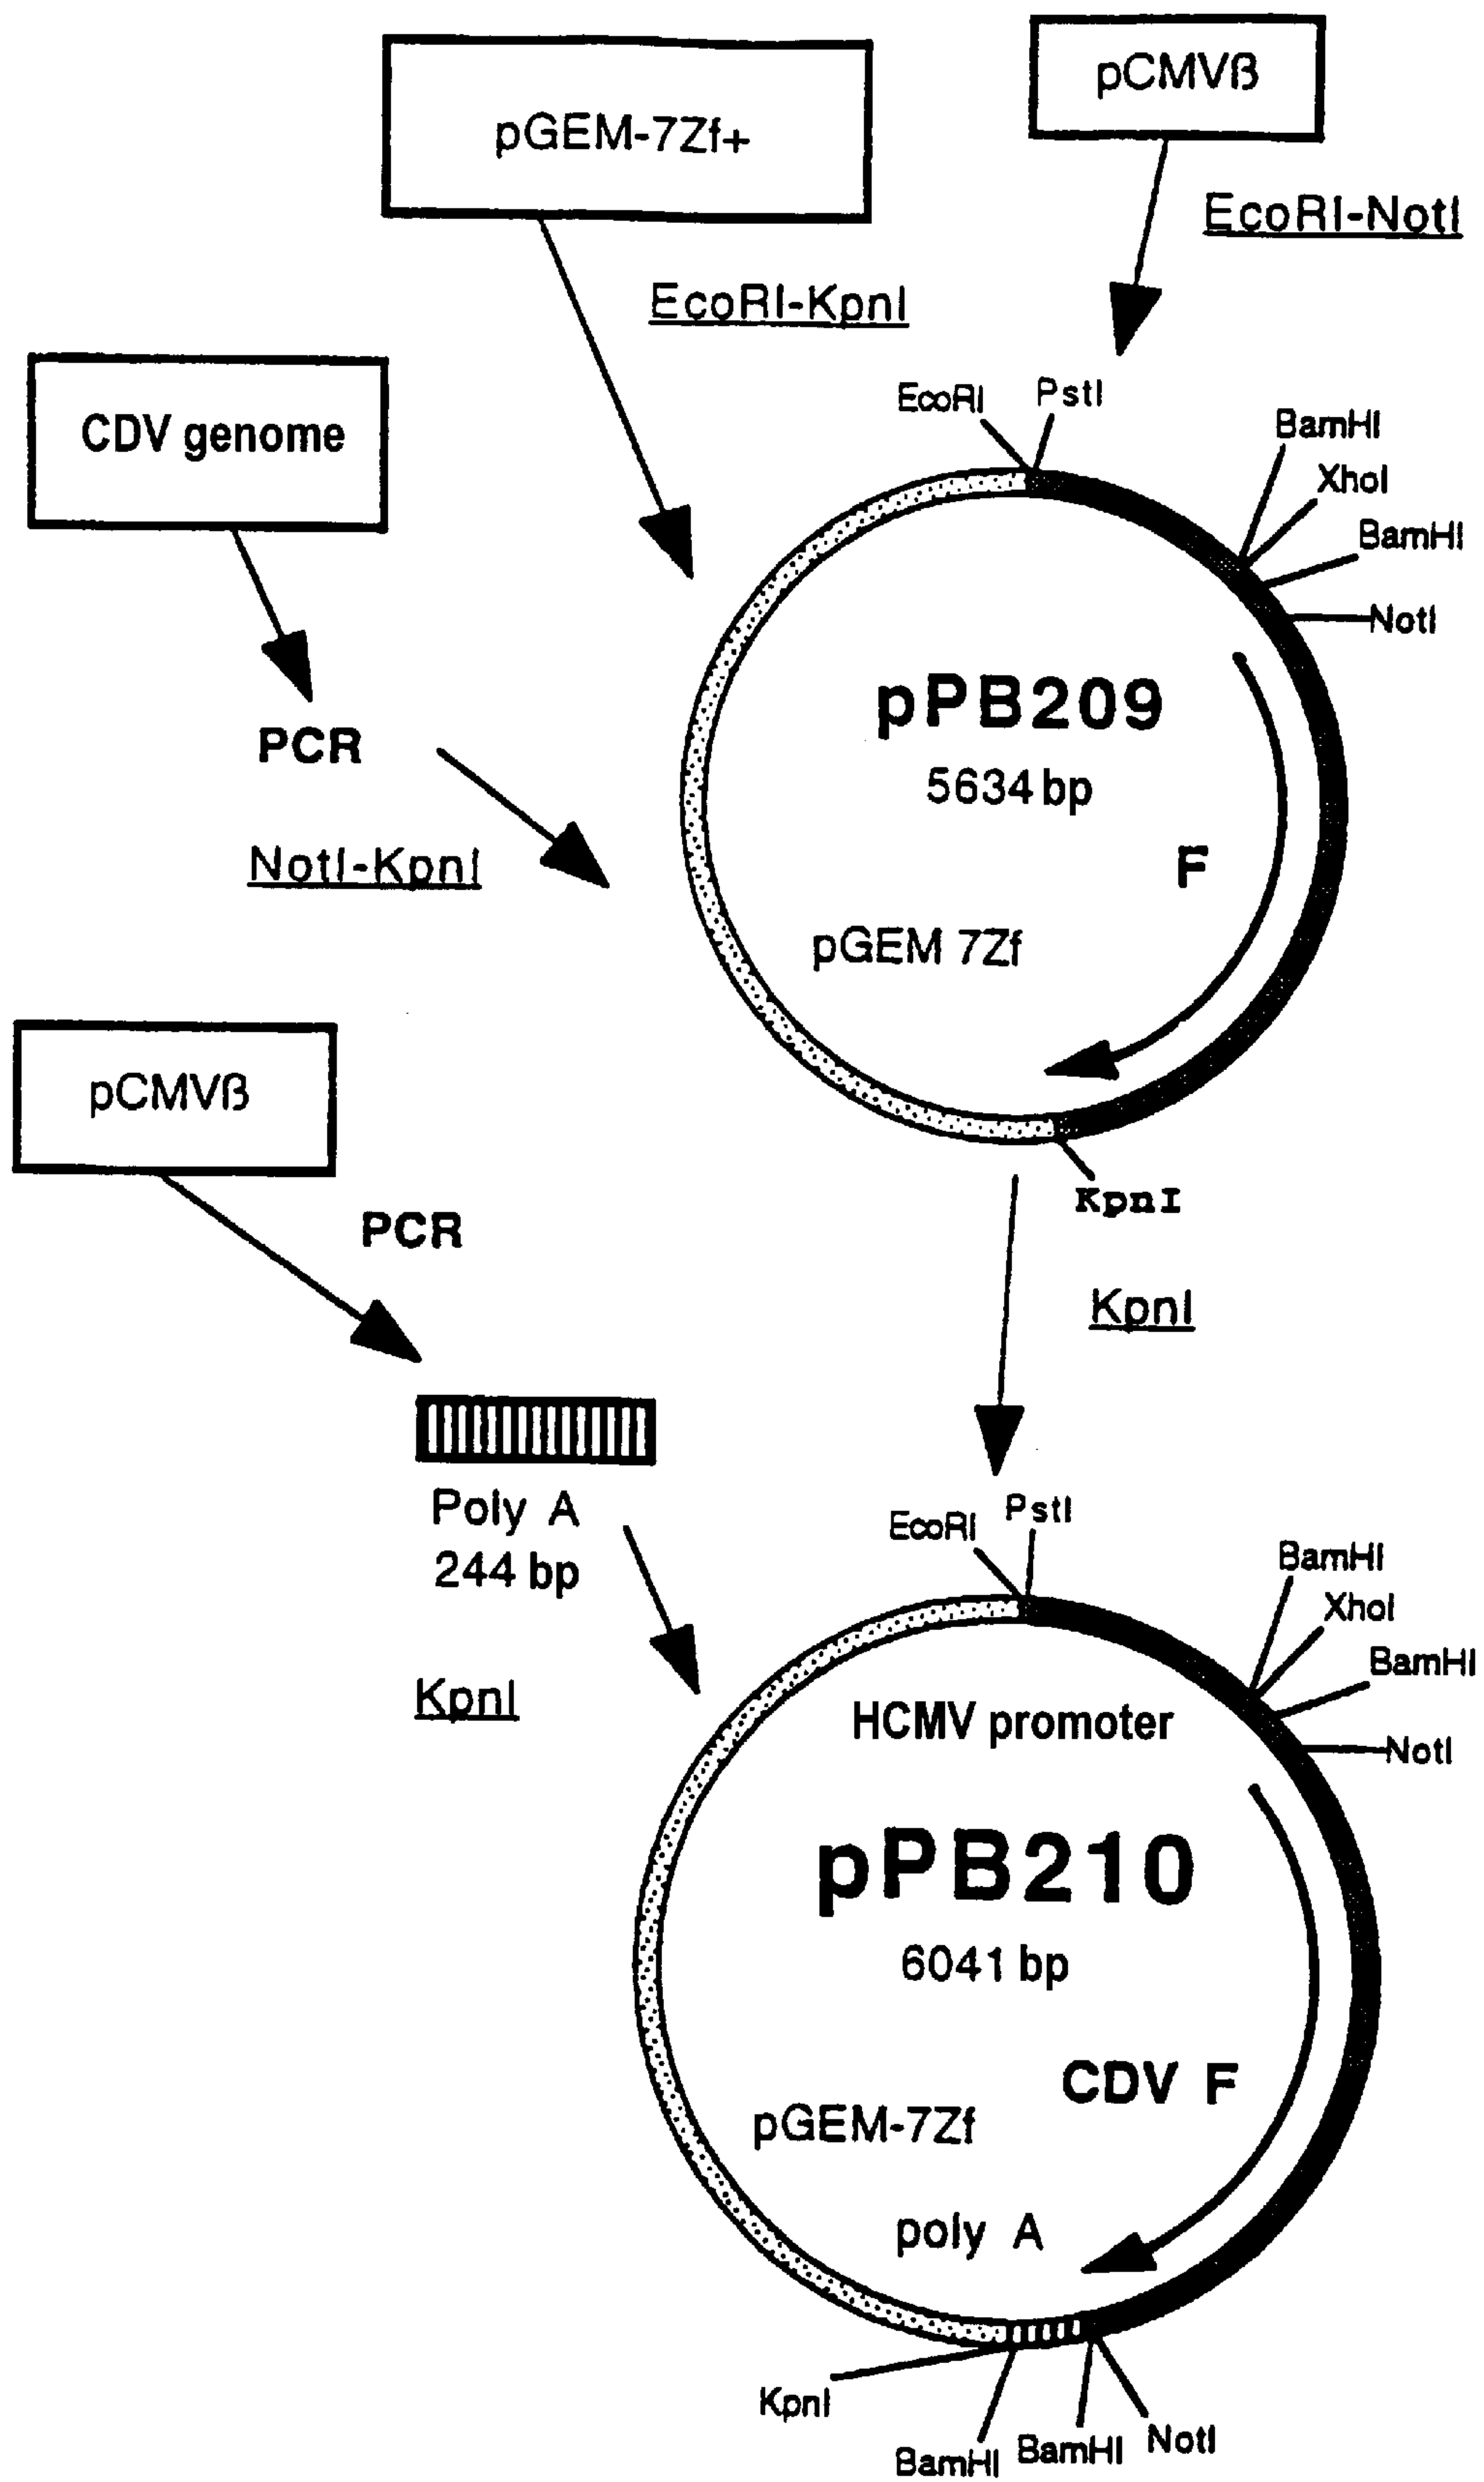 pGEM-7Zf+
pCMVß
EcoRI-NotI
EcoRI-KpnI
CDV genome
EcoRI
PstI
BamHI
XhoI
BamHI
NotI
pPB209
5634 bp
PCR
NotI-KpnI
F
pGEM 7Zf
pCMVß
KpnI
PCR
KpnI
Poly A
244 bp
EcoRI
PstI
BamHI
XhoI
BamHI
NotI
KpnI
HCMV promoter
pPB210
6041 bp
CDV F
pGEM-7Zf
poly A
KpnI
BamHI
BamHI
NotI